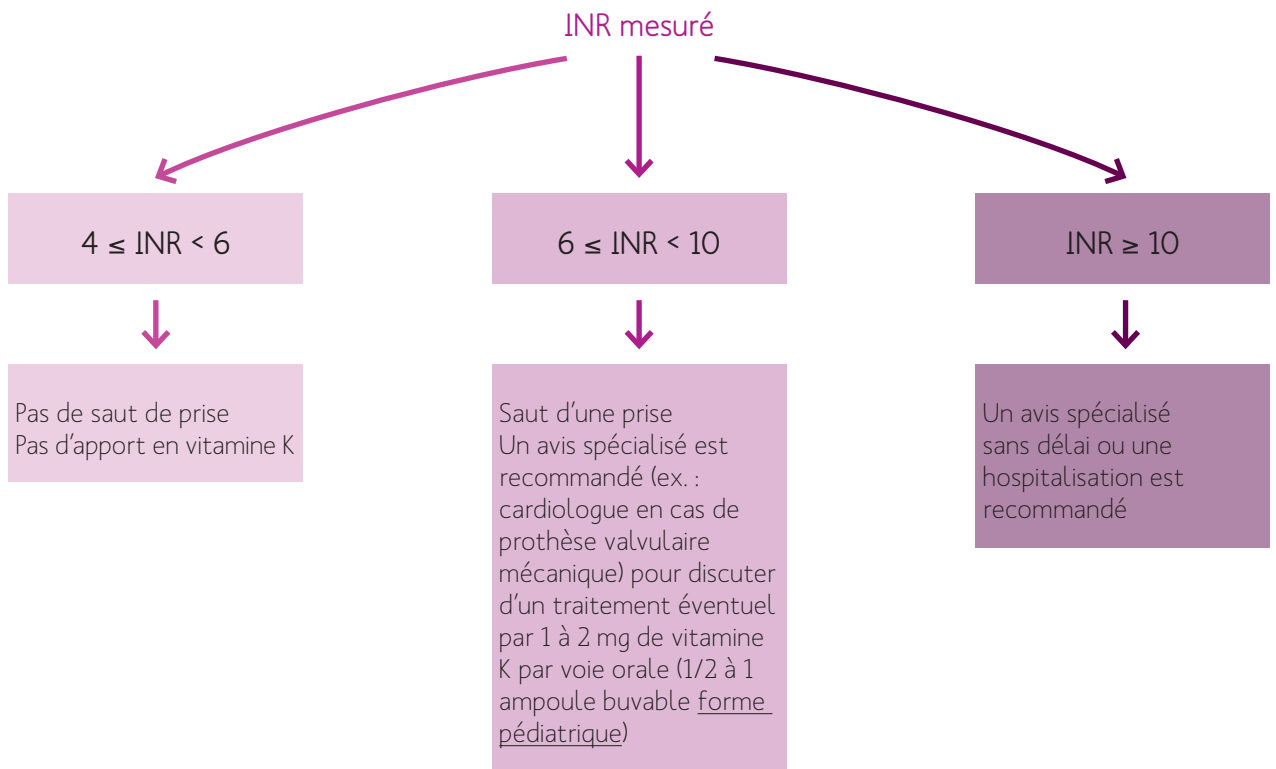 INR mesuré
4 ≤ INR < 6
6 ≤ INR < 10
INR ≥ 10
Pas de saut de prise
Pas d'apport en vitamine K
Saut d'une prise
Un avis spécialisé est
recommandé (ex. :
cardiologue en cas de
prothèse valvulaire
mécanique) pour discuter
d'un traitement éventuel
par 1 à 2 mg de vitamine
K par voie orale (1/2 à 1
ampoule buvable forme
pédiatrique)
Un avis spécialisé
sans délai ou une
hospitalisation est
recommandé